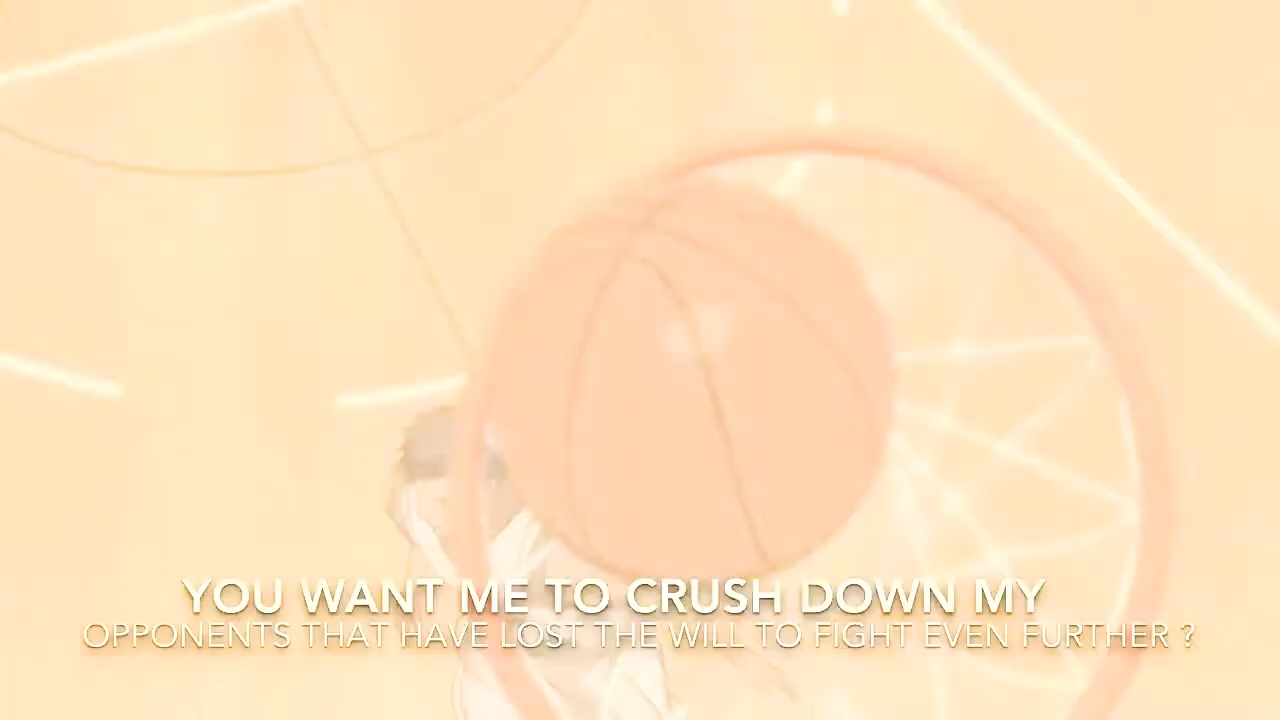 YOU WANT ME TO CRUSH DOWN MY
OPPONENTS THAT HAVE LOST THE WILL TO FIGHT EVEN FURTHER ?